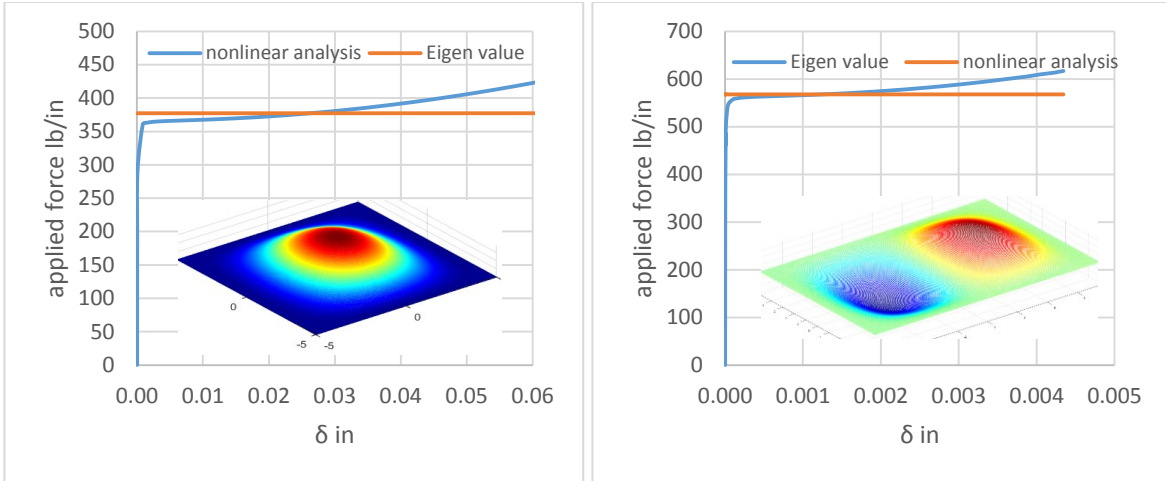 500
450
400
350
300
250
200
150
100
50
0
applied force lb/in
nonlinear analysis
Eigen value
0
0
-5
-5
0.00 0.01 0.02 0.03 0.04 0.05 0.06
δ in
700
600
500
400
300
200
100
0
applied force lb/in
Eigen value
nonlinear analysis
0.000 0.001 0.002 0.003 0.004 0.005
δ in